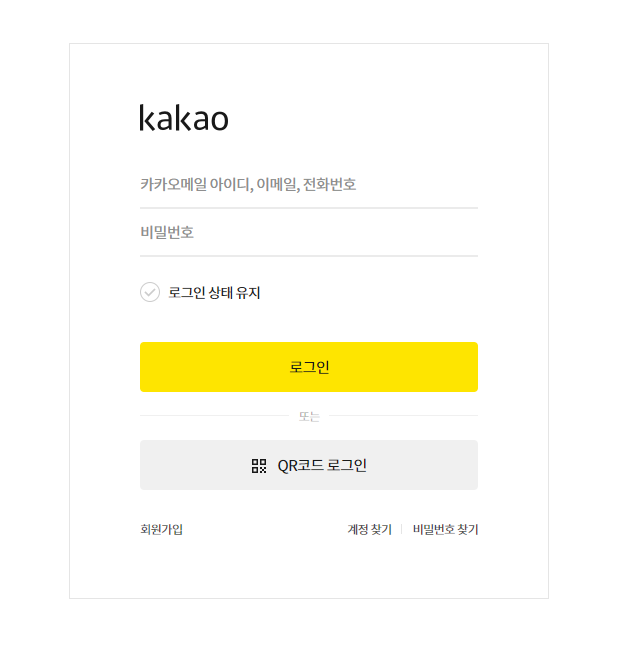 kakao
카카오메일 아이디, 이메일, 전화번호
비밀번호
로그인 상태 유지
로그인
또는
QR코드 로그인
회원가입 계정 찾기 비밀번호 찾기